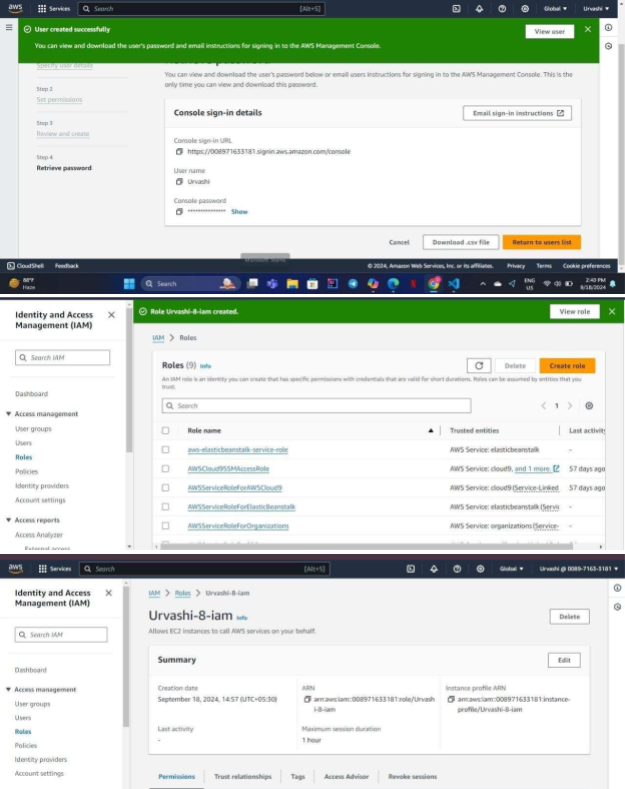 aws
Services
Search
[Alt+S]
Global
Urvashi
User created successfully
View user
You can view and download the user's password and email instructions for signing in to the AWS Management Console.
Specify user details
You can view and download the user's password below or email users instructions for signing in to the AWS Management Console. This is the
only time you can view and download this password.
Step 2
Set permissions
Step 3
Review and create
Step 4
Retrieve password
Console sign-in details
Email sign-in instructions
Console sign-in URL
https://008971633181.signin.aws.amazon.com/console
User name
Urvashi
Console password
*************** Show
Cancel
Download .csv file
Return to users list
CloudShell
Feedback
© 2024, Amazon Web Services, Inc. or its affiliates.
Privacy
Terms
Cookie preferences
88°F
Haze
Search
ENG
US
2:40 PM
9/18/2024
Identity and Access
Management (IAM)
Search IAM
Dashboard
Access management
User groups
Users
Roles
Policies
Identity providers
Account settings
Access reports
Access Analyzer
External access
Role Urvashi-8-iam created.
View role
IAM > Roles
Roles (9) Info
Delete
Create role
An IAM role is an identity you can create that has specific permissions with credentials that are valid for short durations. Roles can be assumed by entities that you
trust.
Search
1
Role name
Trusted entities
Last activity
aws-elasticbeanstalk-service-role
AWS Service: elasticbeanstalk
-
AWSCloud9SSMAccessRole
AWS Service: cloud9, and 1 more.
57 days ago
AWSServiceRoleForAWSCloud9
AWS Service: cloud9 (Service-Linked
57 days ago
AWSServiceRoleForElasticBeanstalk
AWS Service: elasticbeanstalk (Servi
-
AWSServiceRoleForOrganizations
AWS Service: organizations (Service-
-
aws
Services
Search
[Alt+S]
Global
Urvashi @ 0089-7163-3181
Identity and Access
Management (IAM)
Search IAM
Dashboard
Access management
User groups
Users
Roles
Policies
Identity providers
Account settings
IAM > Roles > Urvashi-8-iam
Urvashi-8-iam Info
Delete
Allows EC2 instances to call AWS services on your behalf.
Summary
Edit
Creation date
September 18, 2024, 14:57 (UTC+05:30)
ARN
arn:aws:iam::008971633181:role/Urvash
i-8-iam
Instance profile ARN
arn:aws:iam::008971633181:instance-
profile/Urvashi-8-iam
Last activity
-
Maximum session duration
1 hour
Permissions
Trust relationships
Tags
Access Advisor
Revoke sessions